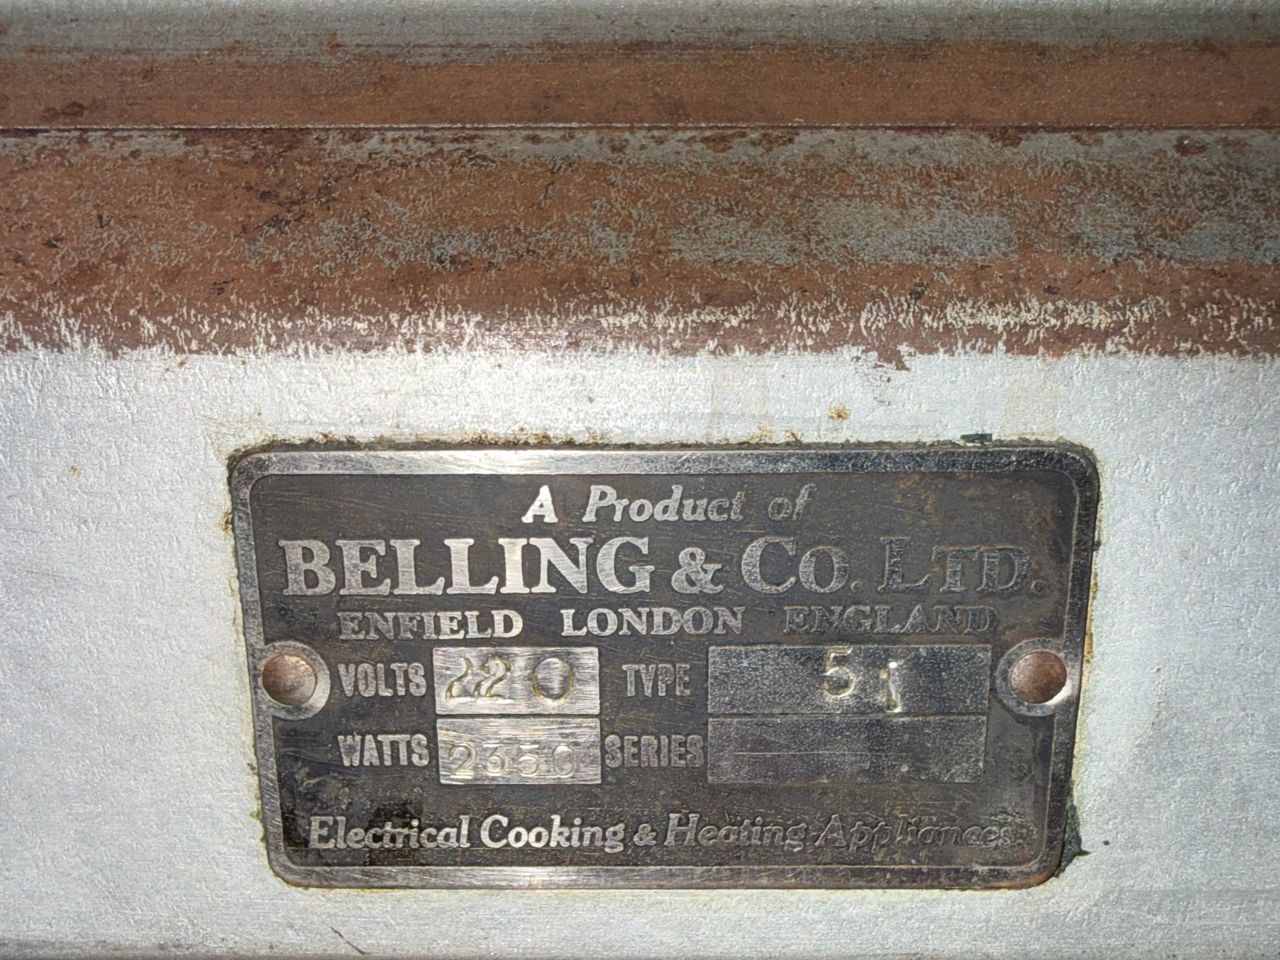 A Product of
BELLING & CO. LTD.
ENFIELD LONDON ENGLAND
VOLTS 220 TYPE 51
WATTS 2350 SERIES
Electrical Cooking & Heating Appliances